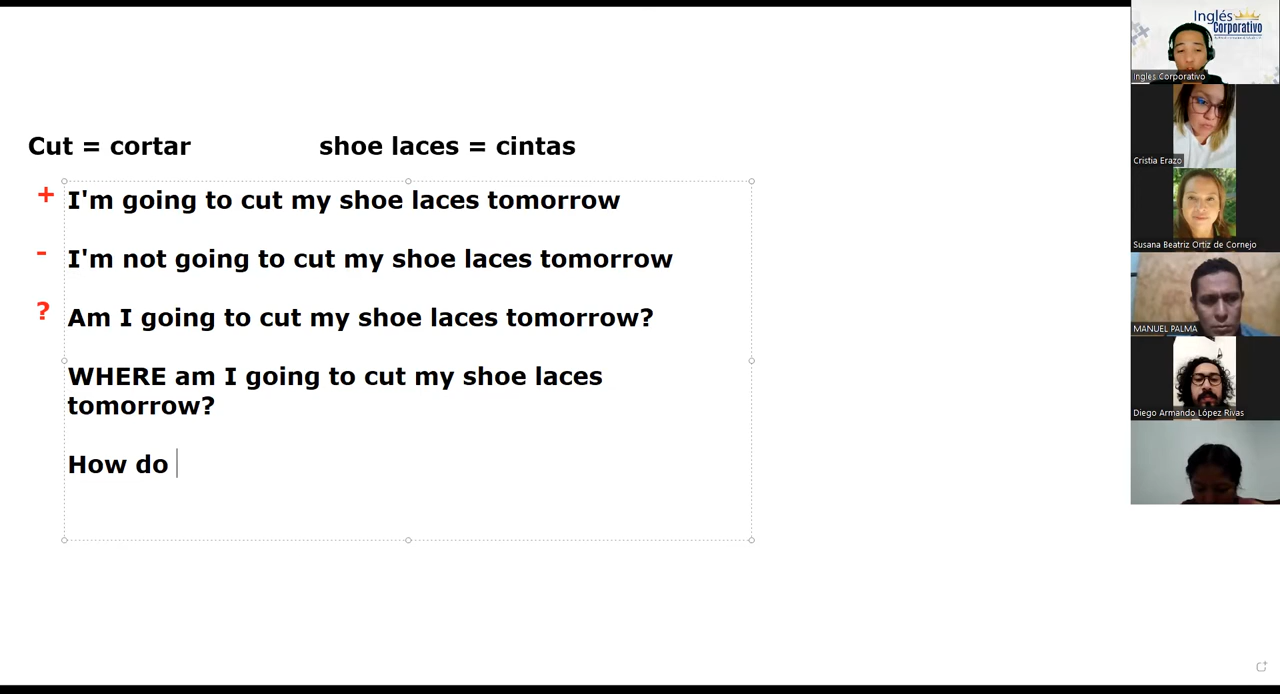 Cut = cortar
shoe laces = cintas
+ I'm going to cut my shoe laces tomorrow
- I'm not going to cut my shoe laces tomorrow
? Am I going to cut my shoe laces tomorrow?
WHERE am I going to cut my shoe laces
tomorrow?
How do
Inglés
Corporativo
Ingles Corporativo
Cristia Erazo
Susana Beatriz Ortiz de Cornejo
MANUEL PALMA
Diego Armando López Rivas